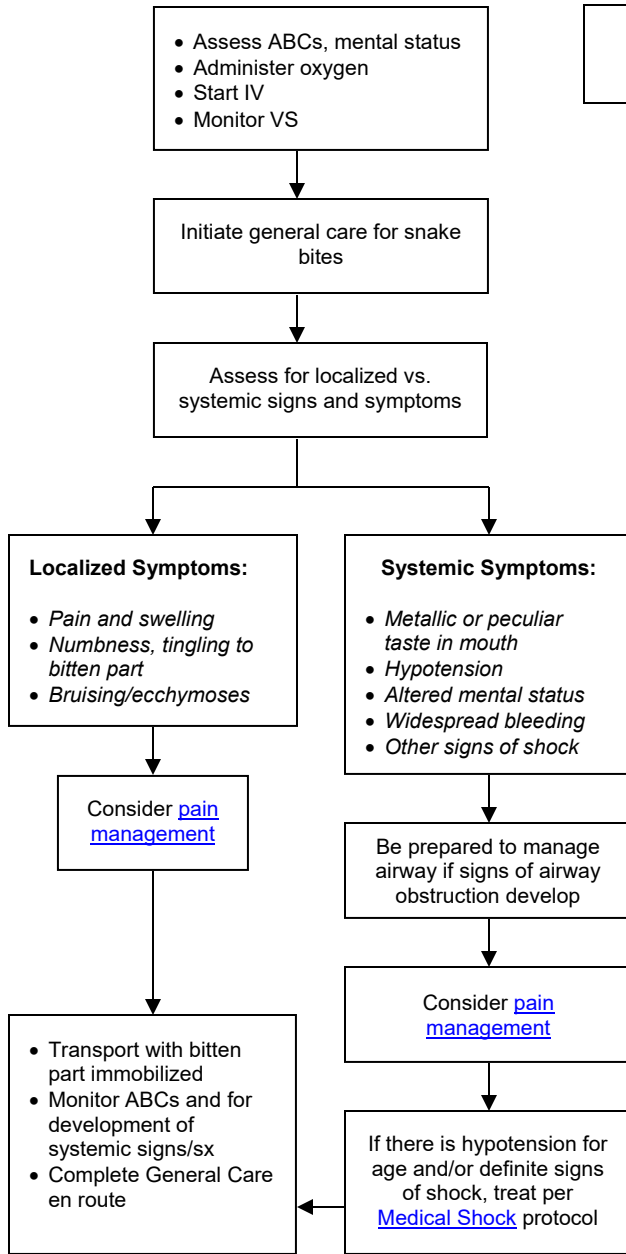 • Assess ABCs, mental status
• Administer oxygen
• Start IV
• Monitor VS
Initiate general care for snake
bites
Assess for localized vs.
systemic signs and symptoms
Localized Symptoms:
• Pain and swelling
• Numbness, tingling to
bitten part
• Bruising/ecchymoses
Consider pain
management
• Transport with bitten
part immobilized
• Monitor ABCs and for
development of
systemic signs/sx
• Complete General Care
en route
Systemic Symptoms:
• Metallic or peculiar
taste in mouth
• Hypotension
• Altered mental status
• Widespread bleeding
• Other signs of shock
Be prepared to manage
airway if signs of airway
obstruction develop
Consider pain
management
If there is hypotension for
age and/or definite signs
of shock, treat per
Medical Shock protocol